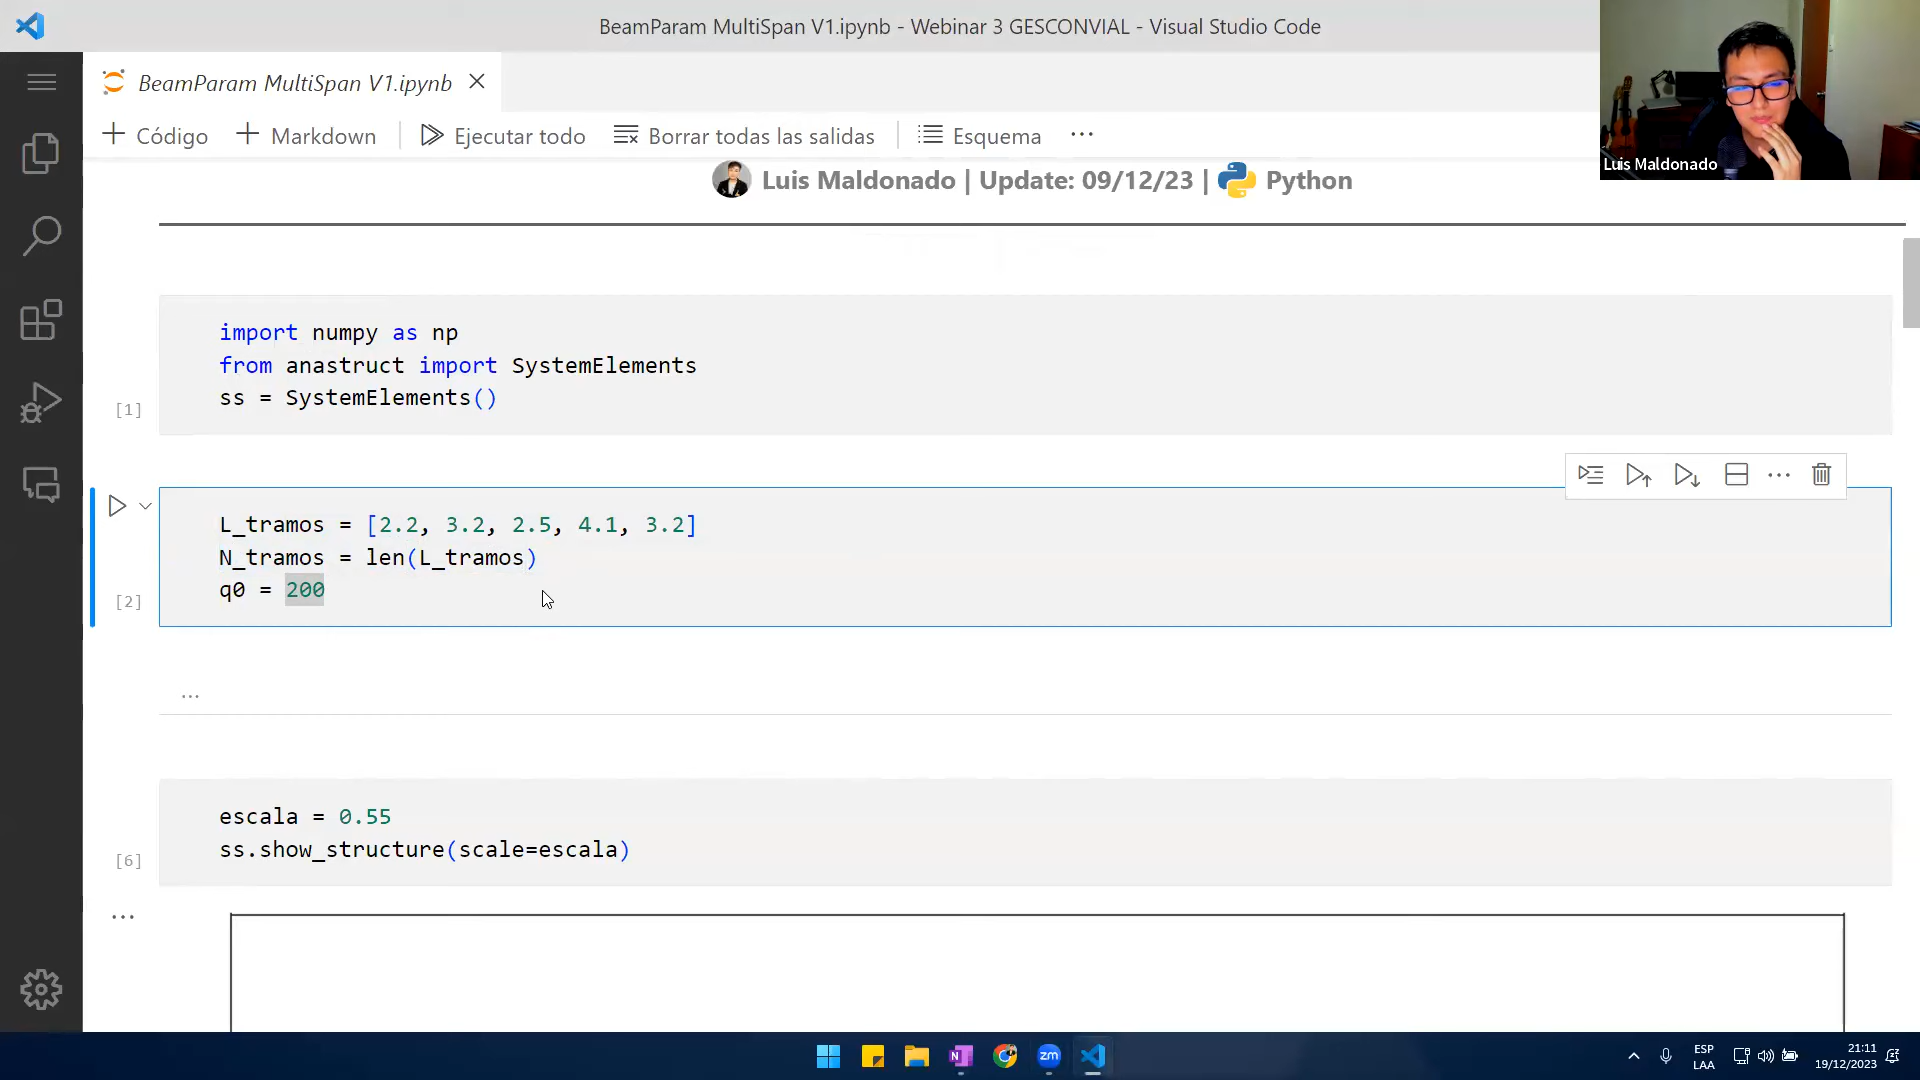 BeamParam MultiSpan V1.ipynb - Webinar 3 GESCONVIAL - Visual Studio Code
BeamParam MultiSpan V1.ipynb
Código Markdown Ejecutar todo Borrar todas las salidas Esquema ...
Luis Maldonado
Luis Maldonado | Update: 09/12/23 | Python
import numpy as np
from anastruct import SystemElements
ss = SystemElements()
[1]
L_tramos = [2.2, 3.2, 2.5, 4.1, 3.2]
N_tramos = len(L_tramos)
q0 = 200
[2]
...
escala = 0.55
ss.show_structure(scale=escala)
[6]
...
N
zm
ESP
LAA
21:11
19/12/2023